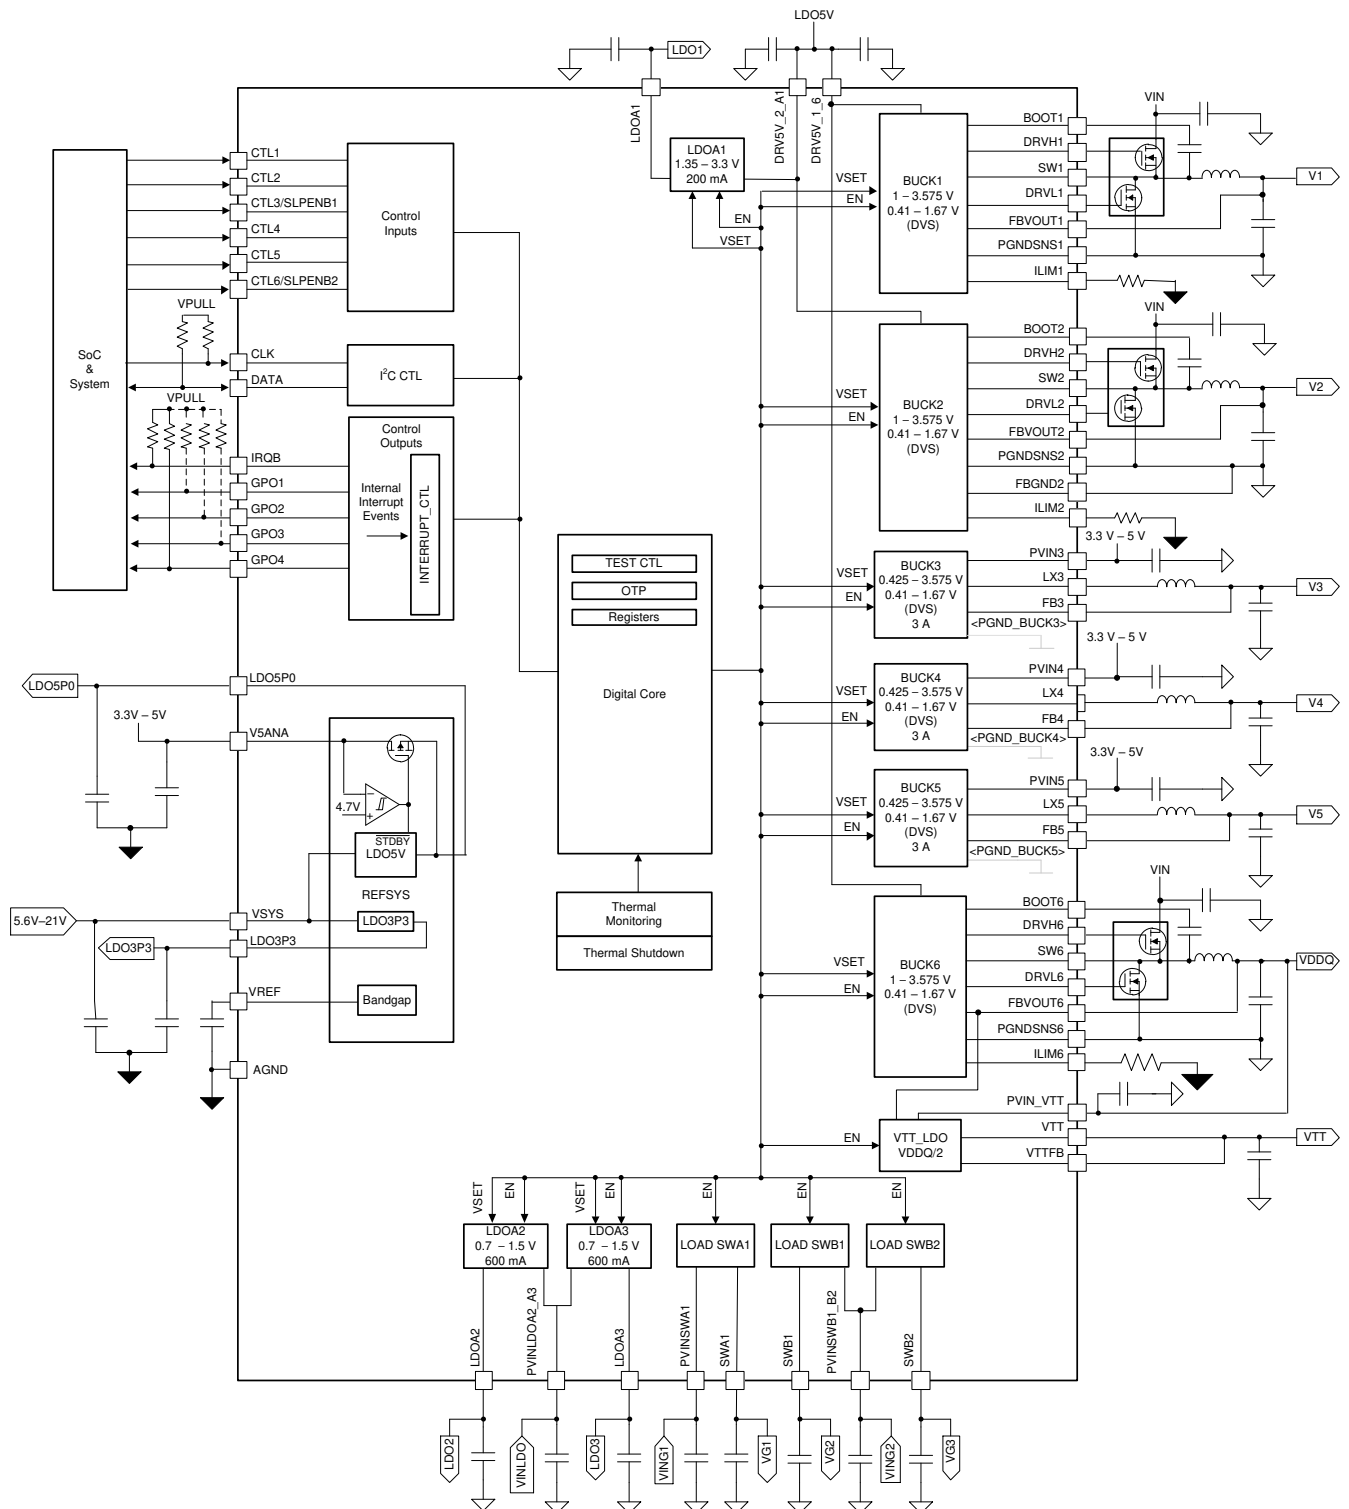 LDO5V
LDO1
LDOA1
DRV5V_2_A1
DRV5V_1_6
LDOA1
1.35 – 3.3 V
200 mA
EN
VSET
SoC
&
System
CTL1
CTL2
CTL3/SLPENB1
CTL4
CTL5
CTL6/SLPENB2
Control
Inputs
VPULL
CLK
DATA
I²C CTL
VPULL
IRQB
GPO1
GPO2
GPO3
GPO4
Control
Outputs
Internal
Interrupt
Events
INTERRUPT_CTL
TEST CTL
OTP
Registers
Digital Core
Thermal
Monitoring
Thermal Shutdown
LDO5P0
LDO5P0
3.3V – 5V
V5ANA
4.7V
STDBY
LDO5V
REFSYS
5.6V–21V
VSYS
LDO3P3
LDO3P3
LDO3P3
VREF
Bandgap
AGND
VSET
EN
BUCK1
1 – 3.575 V
0.41 – 1.67 V
(DVS)
BOOT1
DRVH1
SW1
DRVL1
FBVOUT1
PGNDSNS1
ILIM1
VIN
V1
VSET
EN
BUCK2
1 – 3.575 V
0.41 – 1.67 V
(DVS)
BOOT2
DRVH2
SW2
DRVL2
FBVOUT2
PGNDSNS2
FBGND2
ILIM2
VIN
V2
VSET
EN
BUCK3
0.425 – 3.575 V
0.41 – 1.67 V
(DVS)
3 A
PVIN3
LX3
FB3
<PGND_BUCK3>
3.3 V – 5 V
V3
VSET
EN
BUCK4
0.425 – 3.575 V
0.41 – 1.67 V
(DVS)
3 A
PVIN4
LX4
FB4
<PGND_BUCK4>
3.3 V – 5 V
V4
VSET
EN
BUCK5
0.425 – 3.575 V
0.41 – 1.67 V
(DVS)
3 A
PVIN5
LX5
FB5
<PGND_BUCK5>
3.3V – 5V
V5
VSET
EN
BUCK6
1 – 3.575 V
0.41 – 1.67 V
(DVS)
BOOT6
DRVH6
SW6
DRVL6
FBVOUT6
PGNDSNS6
ILIM6
VIN
VDDQ
EN
VTT_LDO
VDDQ/2
PVIN_VTT
VTT
VTTFB
VTT
VSET
EN
LDOA2
0.7 – 1.5 V
600 mA
VSET
EN
LDOA3
0.7 – 1.5 V
600 mA
EN
LOAD SWA1
EN
LOAD SWB1
EN
LOAD SWB2
LDOA2
PVINLDOA2_A3
LDOA3
PVINSWA1
SWA1
SWB1
PVINSWB1_B2
SWB2
LDO2
VINLDO
LDO3
VING1
VG1
VG2
VING2
VG3